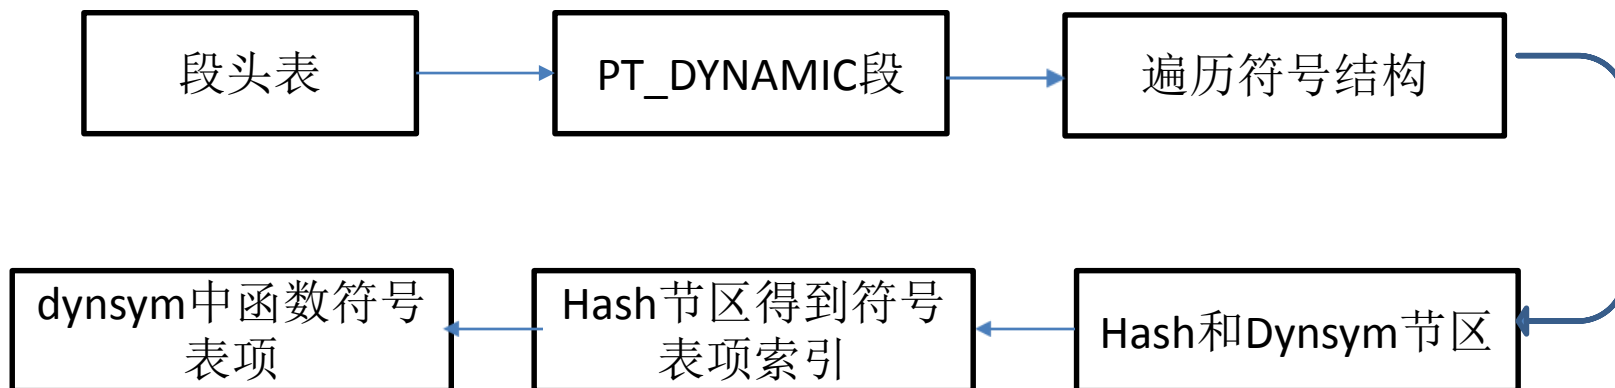 段头表
PT_DYNAMIC段
遍历符号结构
Hash和Dynsym节区
Hash节区得到符号
表项索引
dynsym中函数符号
表项